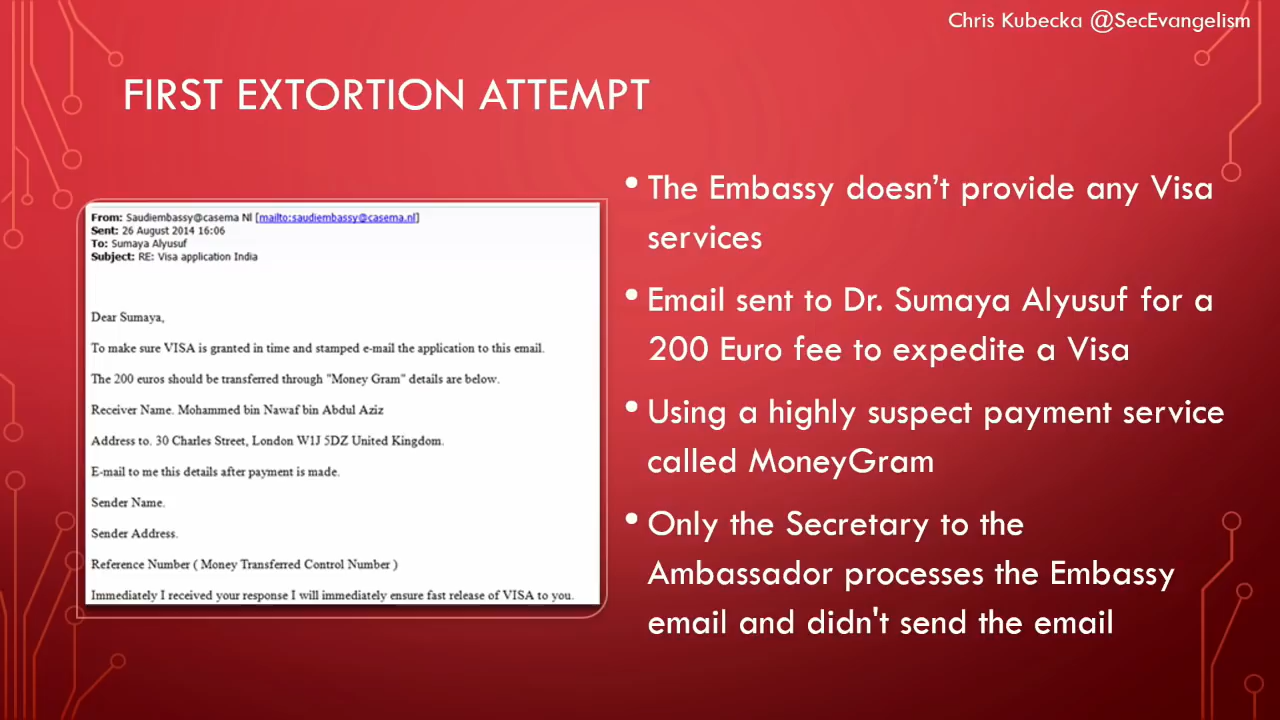 Chris Kubecka @SecEvangelism
FIRST EXTORTION ATTEMPT
From: Saudiembassy@casema Nl [mailto:saudiembassy@casema.nl]
Sent: 26 August 2014 16:06
To: Sumaya Alyusuf
Subject: RE: Visa application India
Dear Sumaya,
To make sure VISA is granted in time and stamped e-mail the application to this email.
The 200 euros should be transferred through "Money Gram" details are below.
Receiver Name. Mohammed bin Nawaf bin Abdul Aziz
Address to. 30 Charles Street, London W1J 5DZ United Kingdom.
E-mail to me this details after payment is made.
Sender Name.
Sender Address.
Reference Number ( Money Transferred Control Number )
Immediately I received your response I will immediately ensure fast release of VISA to you.
• The Embassy doesn’t provide any Visa
services
• Email sent to Dr. Sumaya Alyusuf for a
200 Euro fee to expedite a Visa
• Using a highly suspect payment service
called MoneyGram
• Only the Secretary to the
Ambassador processes the Embassy
email and didn't send the email